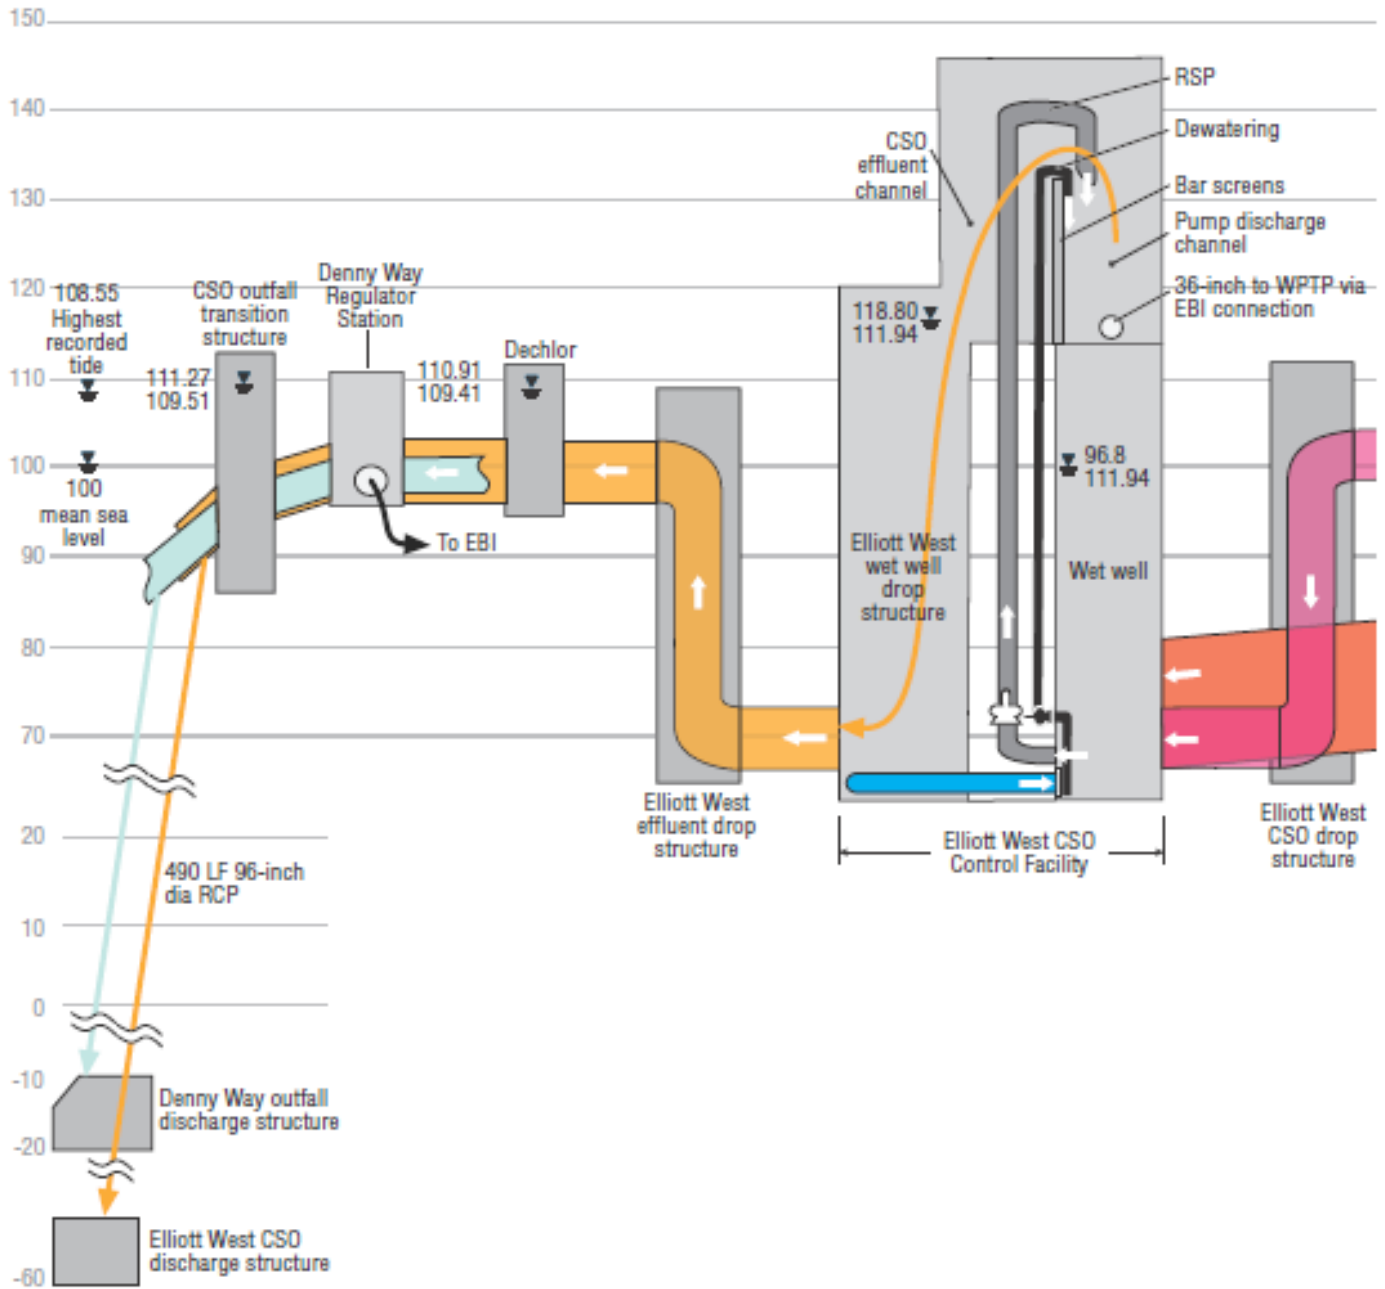 150
140
130
120
110
100
90
80
70
20
10
0
-10
-20
-60
108.55
Highest
recorded
tide
100
mean sea
level
CSO outfall
transition
structure
111.27
109.51
Denny Way
Regulator
Station
110.91
109.41
Dechlor
To EBI
CSO
effluent
channel
118.80
111.94
RSP
Dewatering
Bar screens
Pump discharge
channel
36-inch to WPTP via
EBI connection
96.8
111.94
Elliott West
wet well
drop
structure
Wet well
Elliott West
effluent drop
structure
Elliott West CSO
Control Facility
Elliott West
CSO drop
structure
490 LF 96-inch
dia RCP
Denny Way outfall
discharge structure
Elliott West CSO
discharge structure